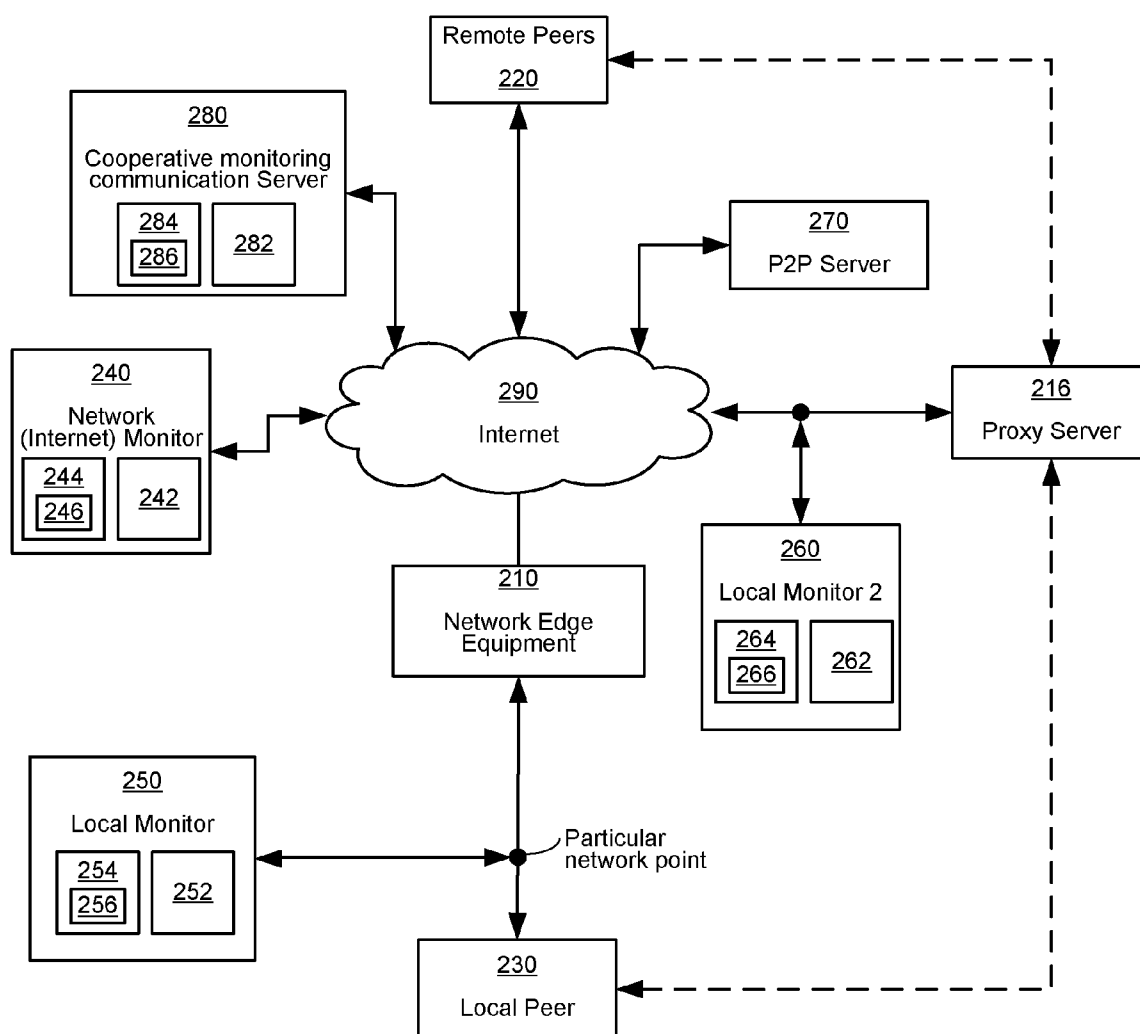 Remote Peers
220
280
Cooperative monitoring
communication Server
284
286
282
270
P2P Server
240
Network
(Internet) Monitor
244
246
242
290
Internet
216
Proxy Server
210
Network Edge
Equipment
260
Local Monitor 2
264
266
262
250
Local Monitor
254
256
252
Particular
network point
230
Local Peer